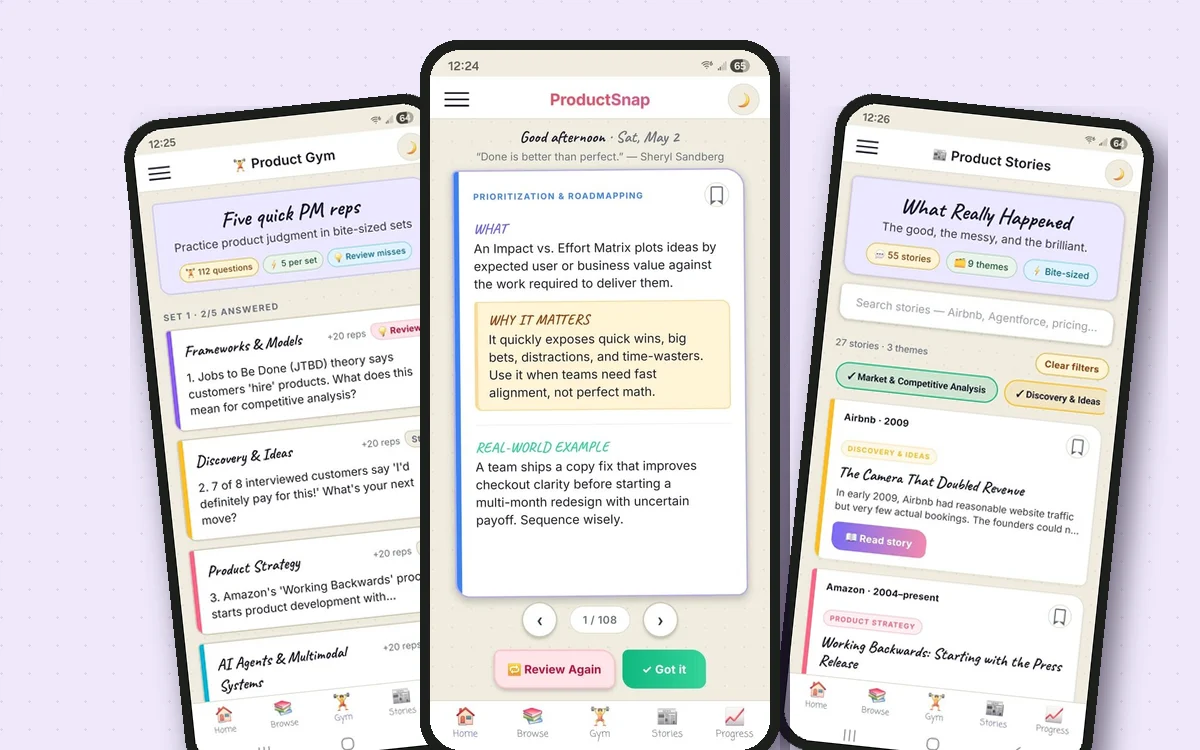 12:25
64
🏋️ Product Gym
Five quick PM reps
Practice product judgment in bite-sized sets
🏋️ 112 questions
⚡ 5 per set
💡 Review misses
SET 1 · 2/5 ANSWERED
Frameworks & Models
+20 reps
💡 Review
1. Jobs to Be Done (JTBD) theory says
customers 'hire' products. What does this
mean for competitive analysis?
Discovery & Ideas
+20 reps
St
2. 7 of 8 interviewed customers say 'I'd
definitely pay for this!' What's your next
move?
Product Strategy
+20 reps
3. Amazon's 'Working Backwards' proc
starts product development with...
AI Agents & Multimodal
Systems
+20 reps
Home
Browse
Gym
Stories
12:24
65
ProductSnap
Good afternoon · Sat, May 2
"Done is better than perfect." — Sheryl Sandberg
PRIORITIZATION & ROADMAPPING
WHAT
An Impact vs. Effort Matrix plots ideas by
expected user or business value against
the work required to deliver them.
WHY IT MATTERS
It quickly exposes quick wins, big
bets, distractions, and time-wasters.
Use it when teams need fast
alignment, not perfect math.
REAL-WORLD EXAMPLE
A team ships a copy fix that improves
checkout clarity before starting a
multi-month redesign with uncertain
payoff. Sequence wisely.
‹
1 / 108
›
Review Again
✓ Got it
Home
Browse
Gym
Stories
Progress
12:26
64
📰 Product Stories
What Really Happened
The good, the messy, and the brilliant.
💬 55 stories
🗂️ 9 themes
⚡ Bite-sized
Search stories — Airbnb, Agentforce, pricing...
27 stories · 3 themes
Clear filters
✓ Market & Competitive Analysis
✓ Discovery & Ideas
Airbnb · 2009
DISCOVERY & IDEAS
The Camera That Doubled Revenue
In early 2009, Airbnb had reasonable website traffic
but very few actual bookings. The founders could n...
📖 Read story
Amazon · 2004–present
PRODUCT STRATEGY
Working Backwards: Starting with the Press
Release
Home
Browse
Gym
Stories
Progress